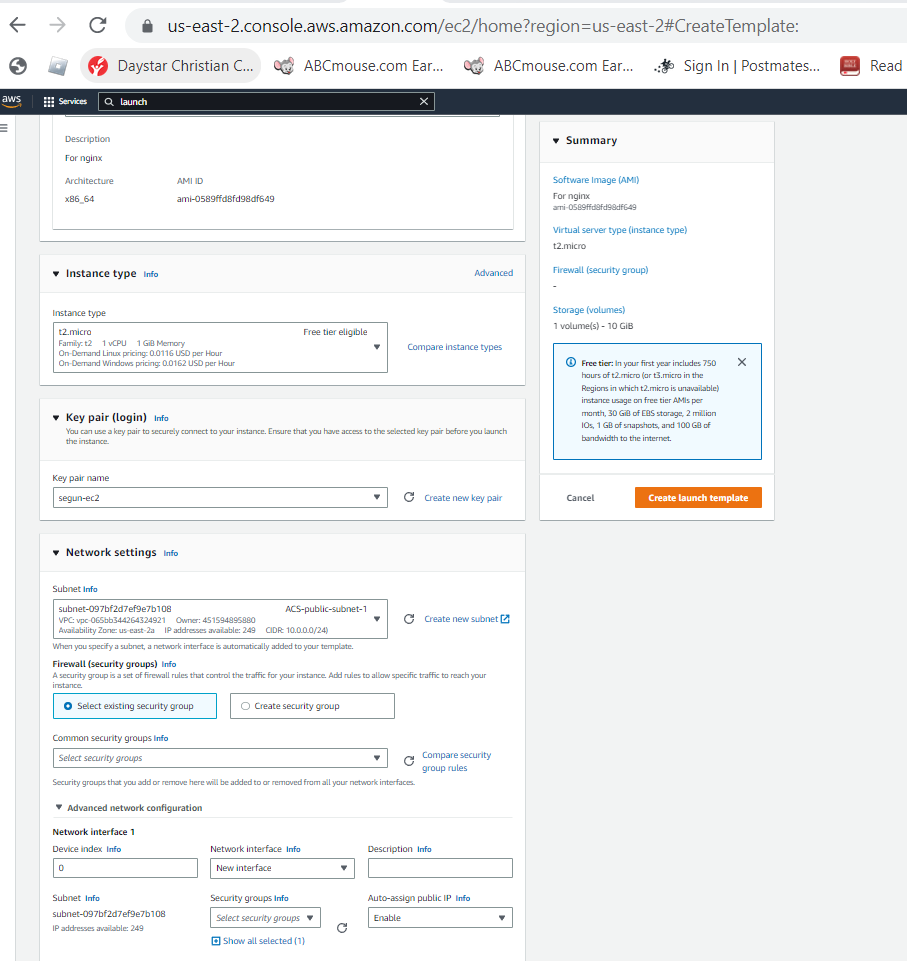 us-east-2.console.aws.amazon.com/ec2/home?region=us-east-2#CreateTemplate:
Daystar Christian C...
ABCmouse.com Ear...
ABCmouse.com Ear...
Sign In | Postmates...
Read
aws
Services
launch
Description
For nginx
Architecture
AMI ID
x86_64
ami-0589ffd8fd98df649
Instance type Info
Advanced
Instance type
t2.micro
Free tier eligible
Family: t2 1 vCPU 1 GiB Memory
On-Demand Linux pricing: 0.0116 USD per Hour
On-Demand Windows pricing: 0.0162 USD per Hour
Compare instance types
Key pair (login) Info
You can use a key pair to securely connect to your instance. Ensure that you have access to the selected key pair before you launch
the instance.
Key pair name
segun-ec2
Create new key pair
Network settings Info
Subnet Info
subnet-097bf2d7ef9e7b108
ACS-public-subnet-1
VPC: vpc-065bb344264324921 Owner: 451594895880
Availability Zone: us-east-2a IP addresses available: 249 CIDR: 10.0.0.0/24)
Create new subnet
When you specify a subnet, a network interface is automatically added to your template.
Firewall (security groups) Info
A security group is a set of firewall rules that control the traffic for your instance. Add rules to allow specific traffic to reach your
instance.
Select existing security group
Create security group
Common security groups Info
Select security groups
Compare security
group rules
Security groups that you add or remove here will be added to or removed from all your network interfaces.
Advanced network configuration
Network interface 1
Device index Info
Network interface Info
Description Info
0
New interface
Subnet Info
Security groups Info
Auto-assign public IP Info
subnet-097bf2d7ef9e7b108
IP addresses available: 249
Select security groups
Enable
Show all selected (1)
Summary
Software Image (AMI)
For nginx
ami-0589ffd8fd98df649
Virtual server type (instance type)
t2.micro
Firewall (security group)
-
Storage (volumes)
1 volume(s) - 10 GiB
Free tier: In your first year includes 750
hours of t2.micro (or t3.micro in the
Regions in which t2.micro is unavailable)
instance usage on free tier AMIs per
month, 30 GiB of EBS storage, 2 million
IOs, 1 GB of snapshots, and 100 GB of
bandwidth to the internet.
Cancel
Create launch template